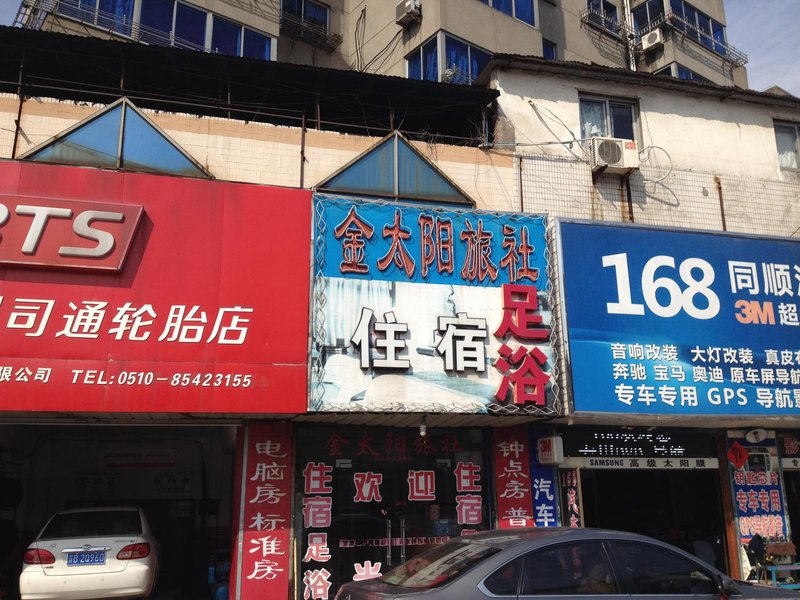 RTS
司通轮胎店
限公司 TEL:0510-85423155
金太阳旅社
住宿
足浴
168 同顺
3M 超
音响改装 大灯改装 真皮
奔驰 宝马 奥迪 原车屏导航
专车专用 GPS 导航
电脑房标准房
金太阳旅社
住宿足浴
欢迎
住宿
钟点房普
3M
汽车
SAMSUNG 高级太阳膜
专车专用
B·2Q960